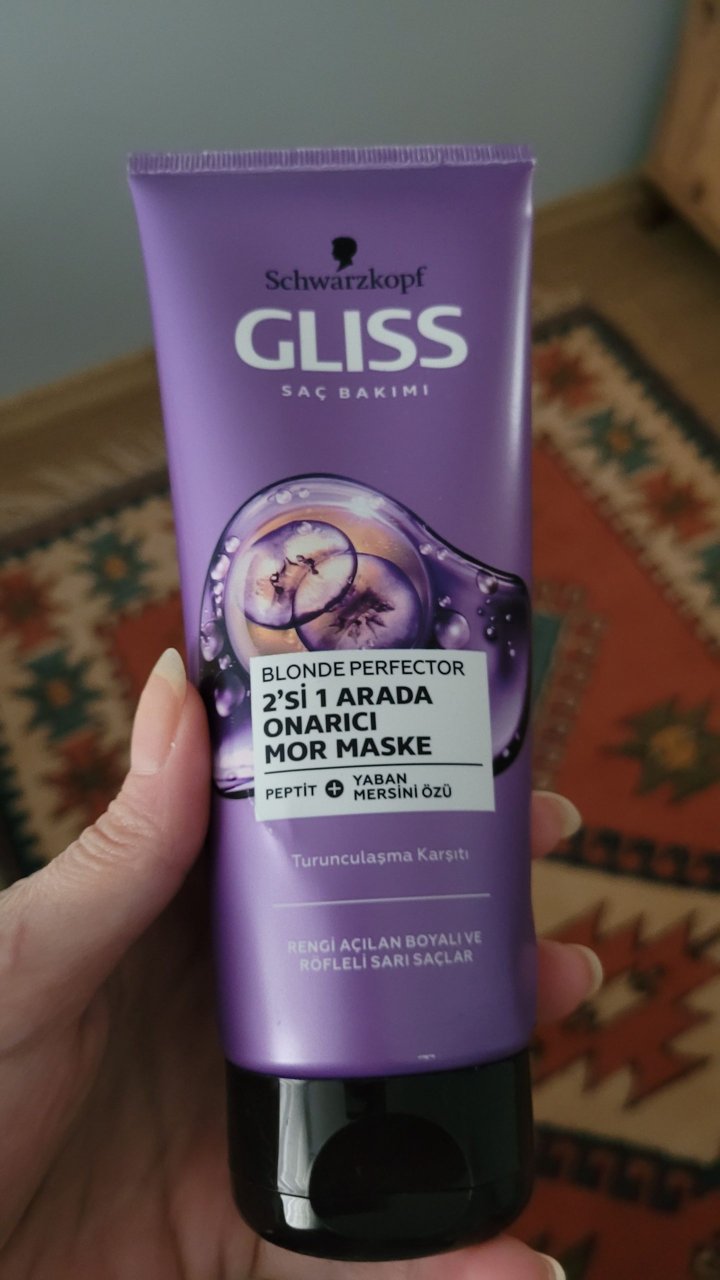 Schwarzkopf
GLISS
SAÇ BAKIMI
BLONDE PERFECTOR
2'Sİ 1 ARADA
ONARICI
MOR MASKE
PEPTİT + YABAN
MERSİNİ ÖZÜ
Turunculaşma Karşıtı
RENGİ AÇILAN BOYALI VE
RÖFLELİ SARI SAÇLAR